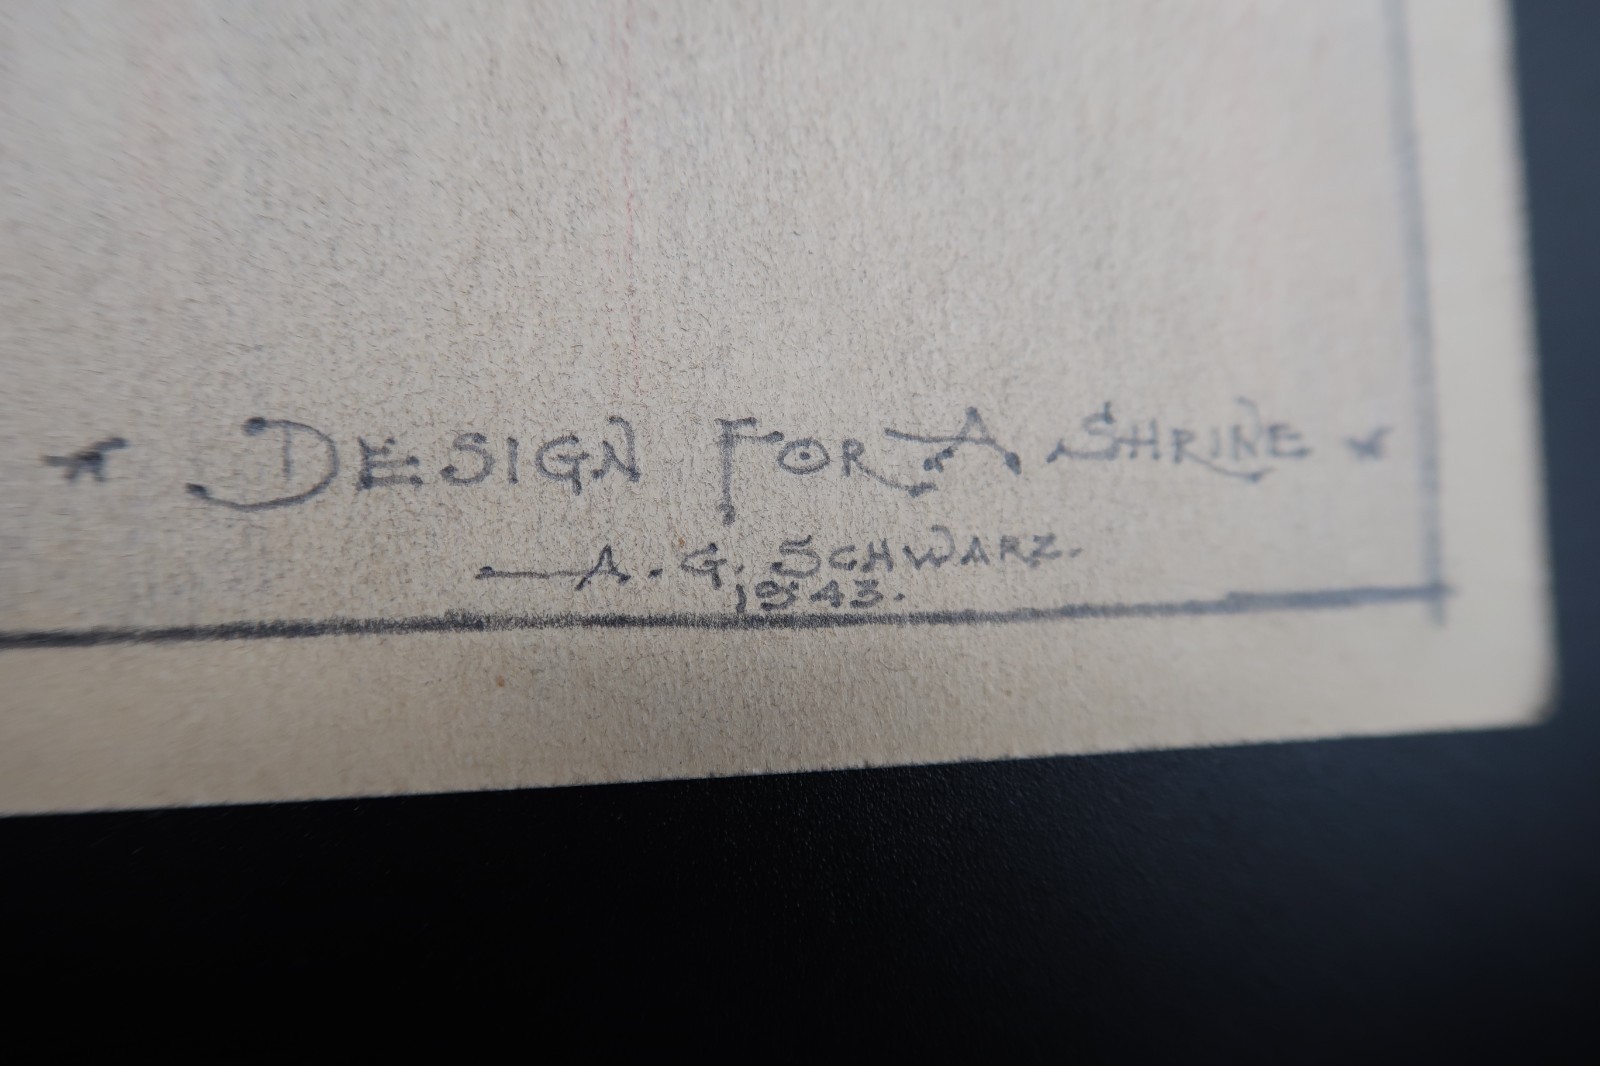 ★ DESIGN FOR A SHRINE ★
— A. G. SCHWARZ.
1943.